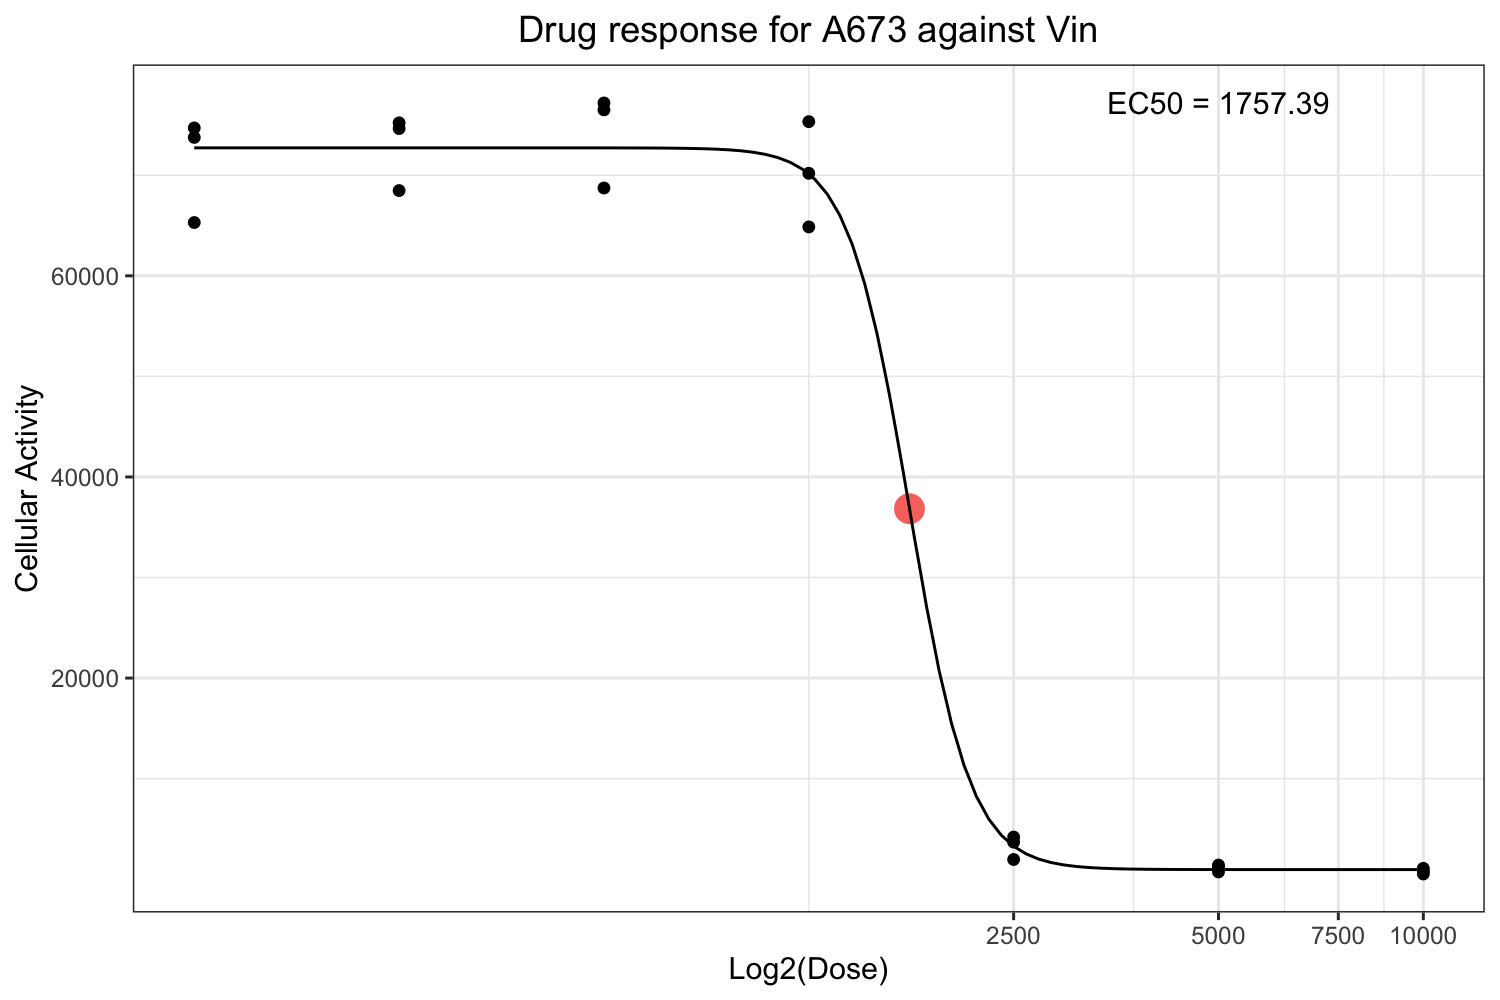 Drug response for A673 against Vin
EC50 = 1757.39
Cellular Activity
60000
40000
20000
2500 5000 7500 10000
Log2(Dose)